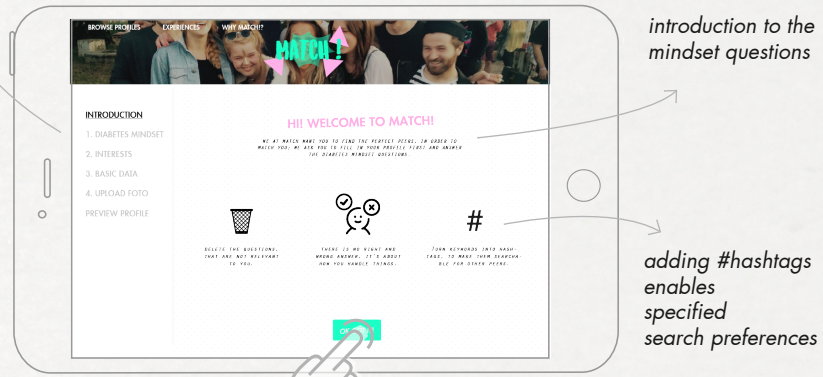 BROWSE PROFILES EXPERIENCES WHY MATCH!?
MATCH!
introduction to the
mindset questions
INTRODUCTION
1. DIABETES MINDSET
2. INTERESTS
3. BASIC DATA
4. UPLOAD FOTO
PREVIEW PROFILE
HI! WELCOME TO MATCH!
WE AT MATCH WANT YOU TO FIND THE PERFECT PEERS. IN ORDER TO
MATCH YOU, WE ASK YOU TO FILL IN YOUR PROFILE FIRST AND ANSWER
THE DIABETES MINDSET QUESTIONS.
#
DELETE THE QUESTIONS,
THAT ARE NOT RELEVANT
TO YOU.
THERE IS NO RIGHT AND
WRONG ANSWER, IT'S ABOUT
HOW YOU HANDLE THINGS.
TURN KEYWORDS INTO HASH-
TAGS, TO MAKE THEM SEARCHA-
BLE FOR OTHER PEERS.
adding #hashtags
enables
specified
search preferences